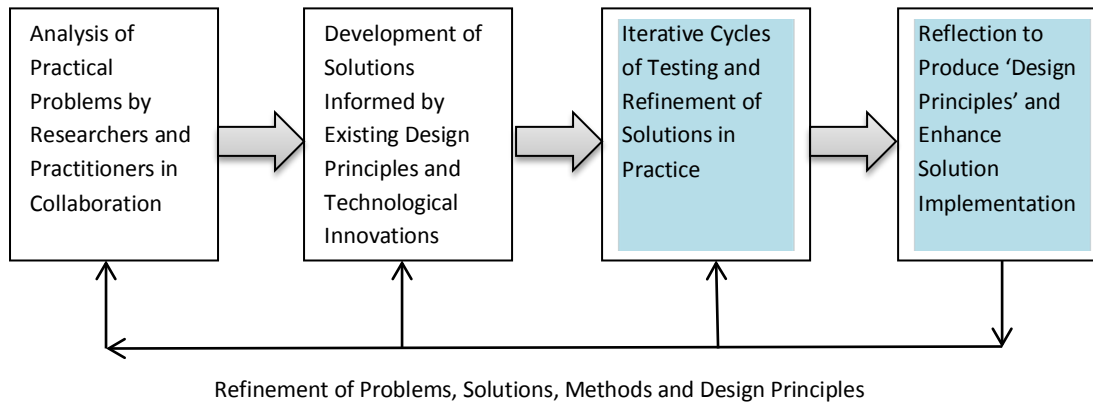 Analysis of
Practical
Problems by
Researchers and
Practitioners in
Collaboration
Development of
Solutions
Informed by
Existing Design
Principles and
Technological
Innovations
Iterative Cycles
of Testing and
Refinement of
Solutions in
Practice
Reflection to
Produce ‘Design
Principles’ and
Enhance
Solution
Implementation
Refinement of Problems, Solutions, Methods and Design Principles